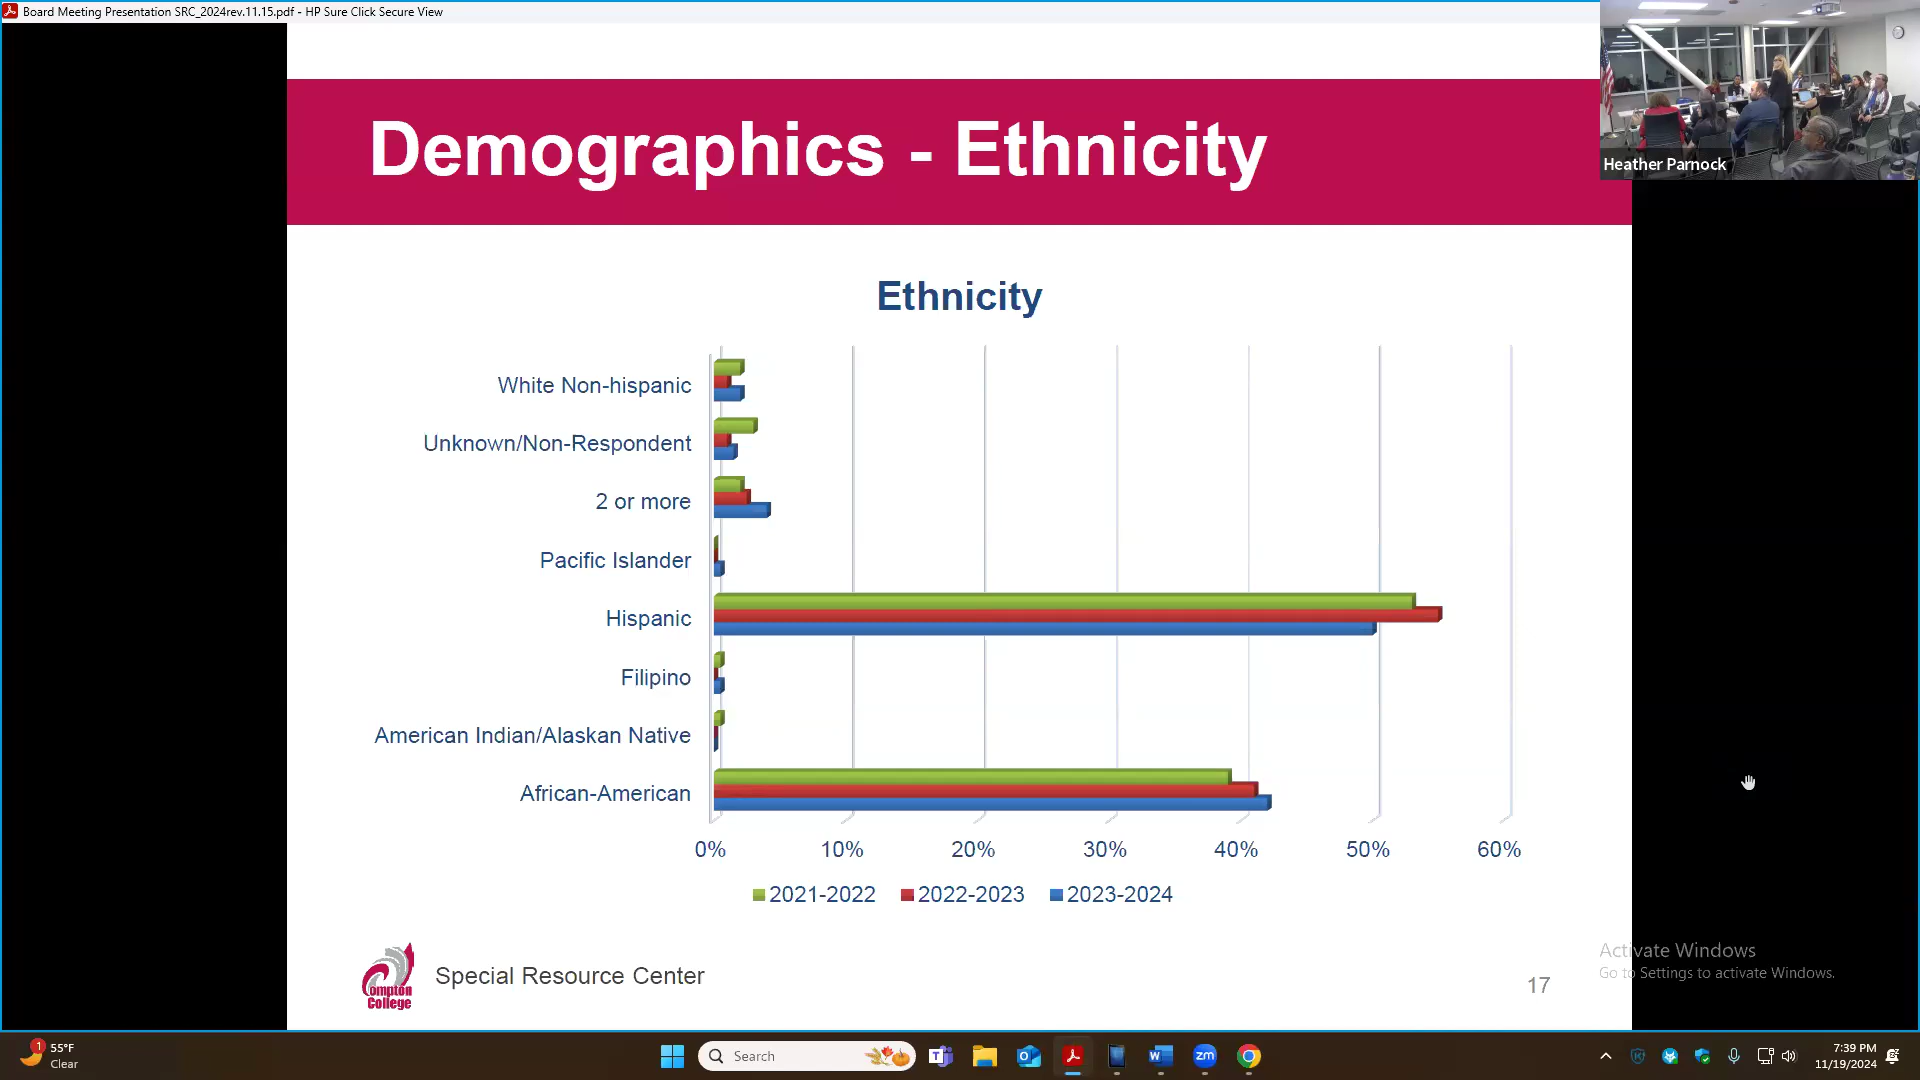 Board Meeting Presentation SRC_2024rev.11.15.pdf - HP Sure Click Secure View
Heather Parnock
Demographics - Ethnicity
Ethnicity
White Non-hispanic
Unknown/Non-Respondent
2 or more
Pacific Islander
Hispanic
Filipino
American Indian/Alaskan Native
African-American
0% 10% 20% 30% 40% 50% 60%
2021-2022 2022-2023 2023-2024
Compton
College
Special Resource Center
17
Activate Windows
Go to Settings to activate Windows.
1
55°F
Clear
Search
zm
7:39 PM
11/19/2024